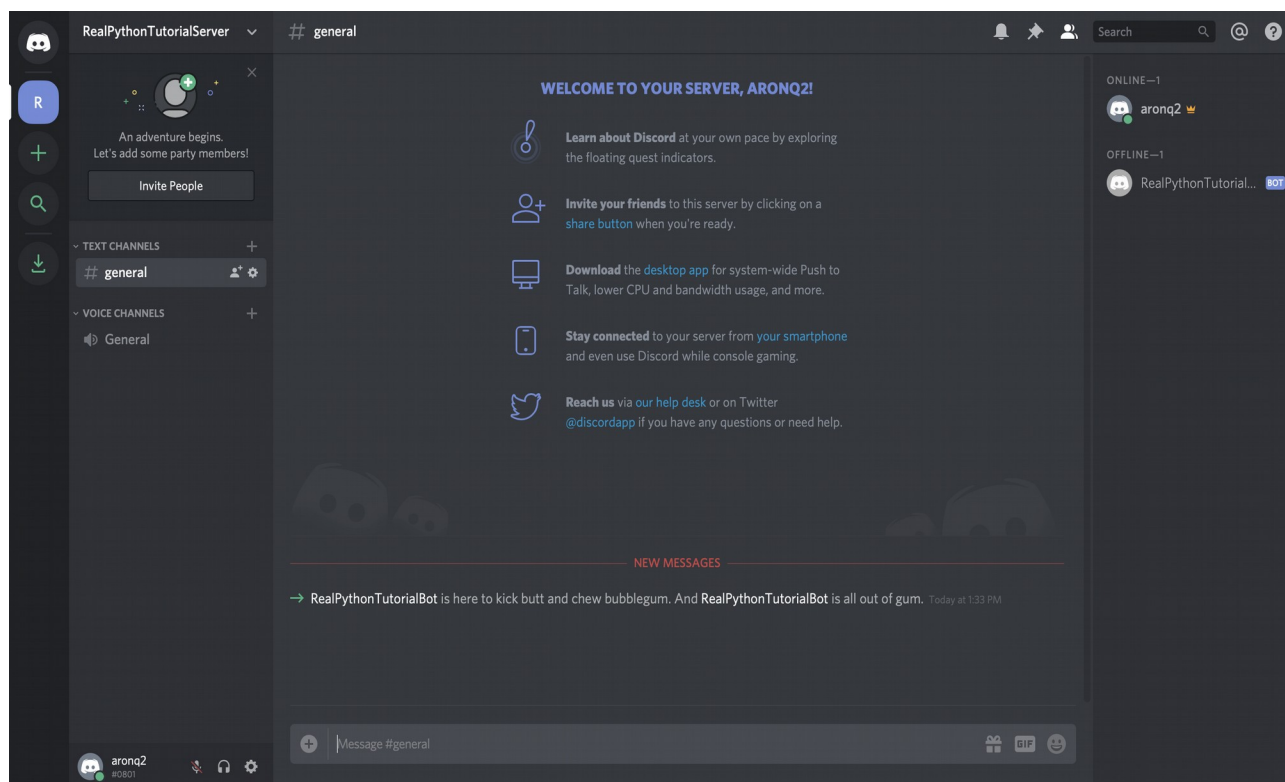 RealPythonTutorialServer
# general
Search
R
An adventure begins.
Let's add some party members!
Invite People
TEXT CHANNELS
# general
VOICE CHANNELS
General
WELCOME TO YOUR SERVER, ARONQ2!
Learn about Discord at your own pace by exploring
the floating quest indicators.
Invite your friends to this server by clicking on a
share button when you're ready.
Download the desktop app for system-wide Push to
Talk, lower CPU and bandwidth usage, and more.
Stay connected to your server from your smartphone
and even use Discord while console gaming.
Reach us via our help desk or on Twitter
@discordapp if you have any questions or need help.
NEW MESSAGES
→ RealPythonTutorialBot is here to kick butt and chew bubblegum. And RealPythonTutorialBot is all out of gum. Today at 1:33 PM
Message #general
GIF
ONLINE—1
aronq2
OFFLINE—1
RealPythonTutorial... BOT
aronq2
#0801